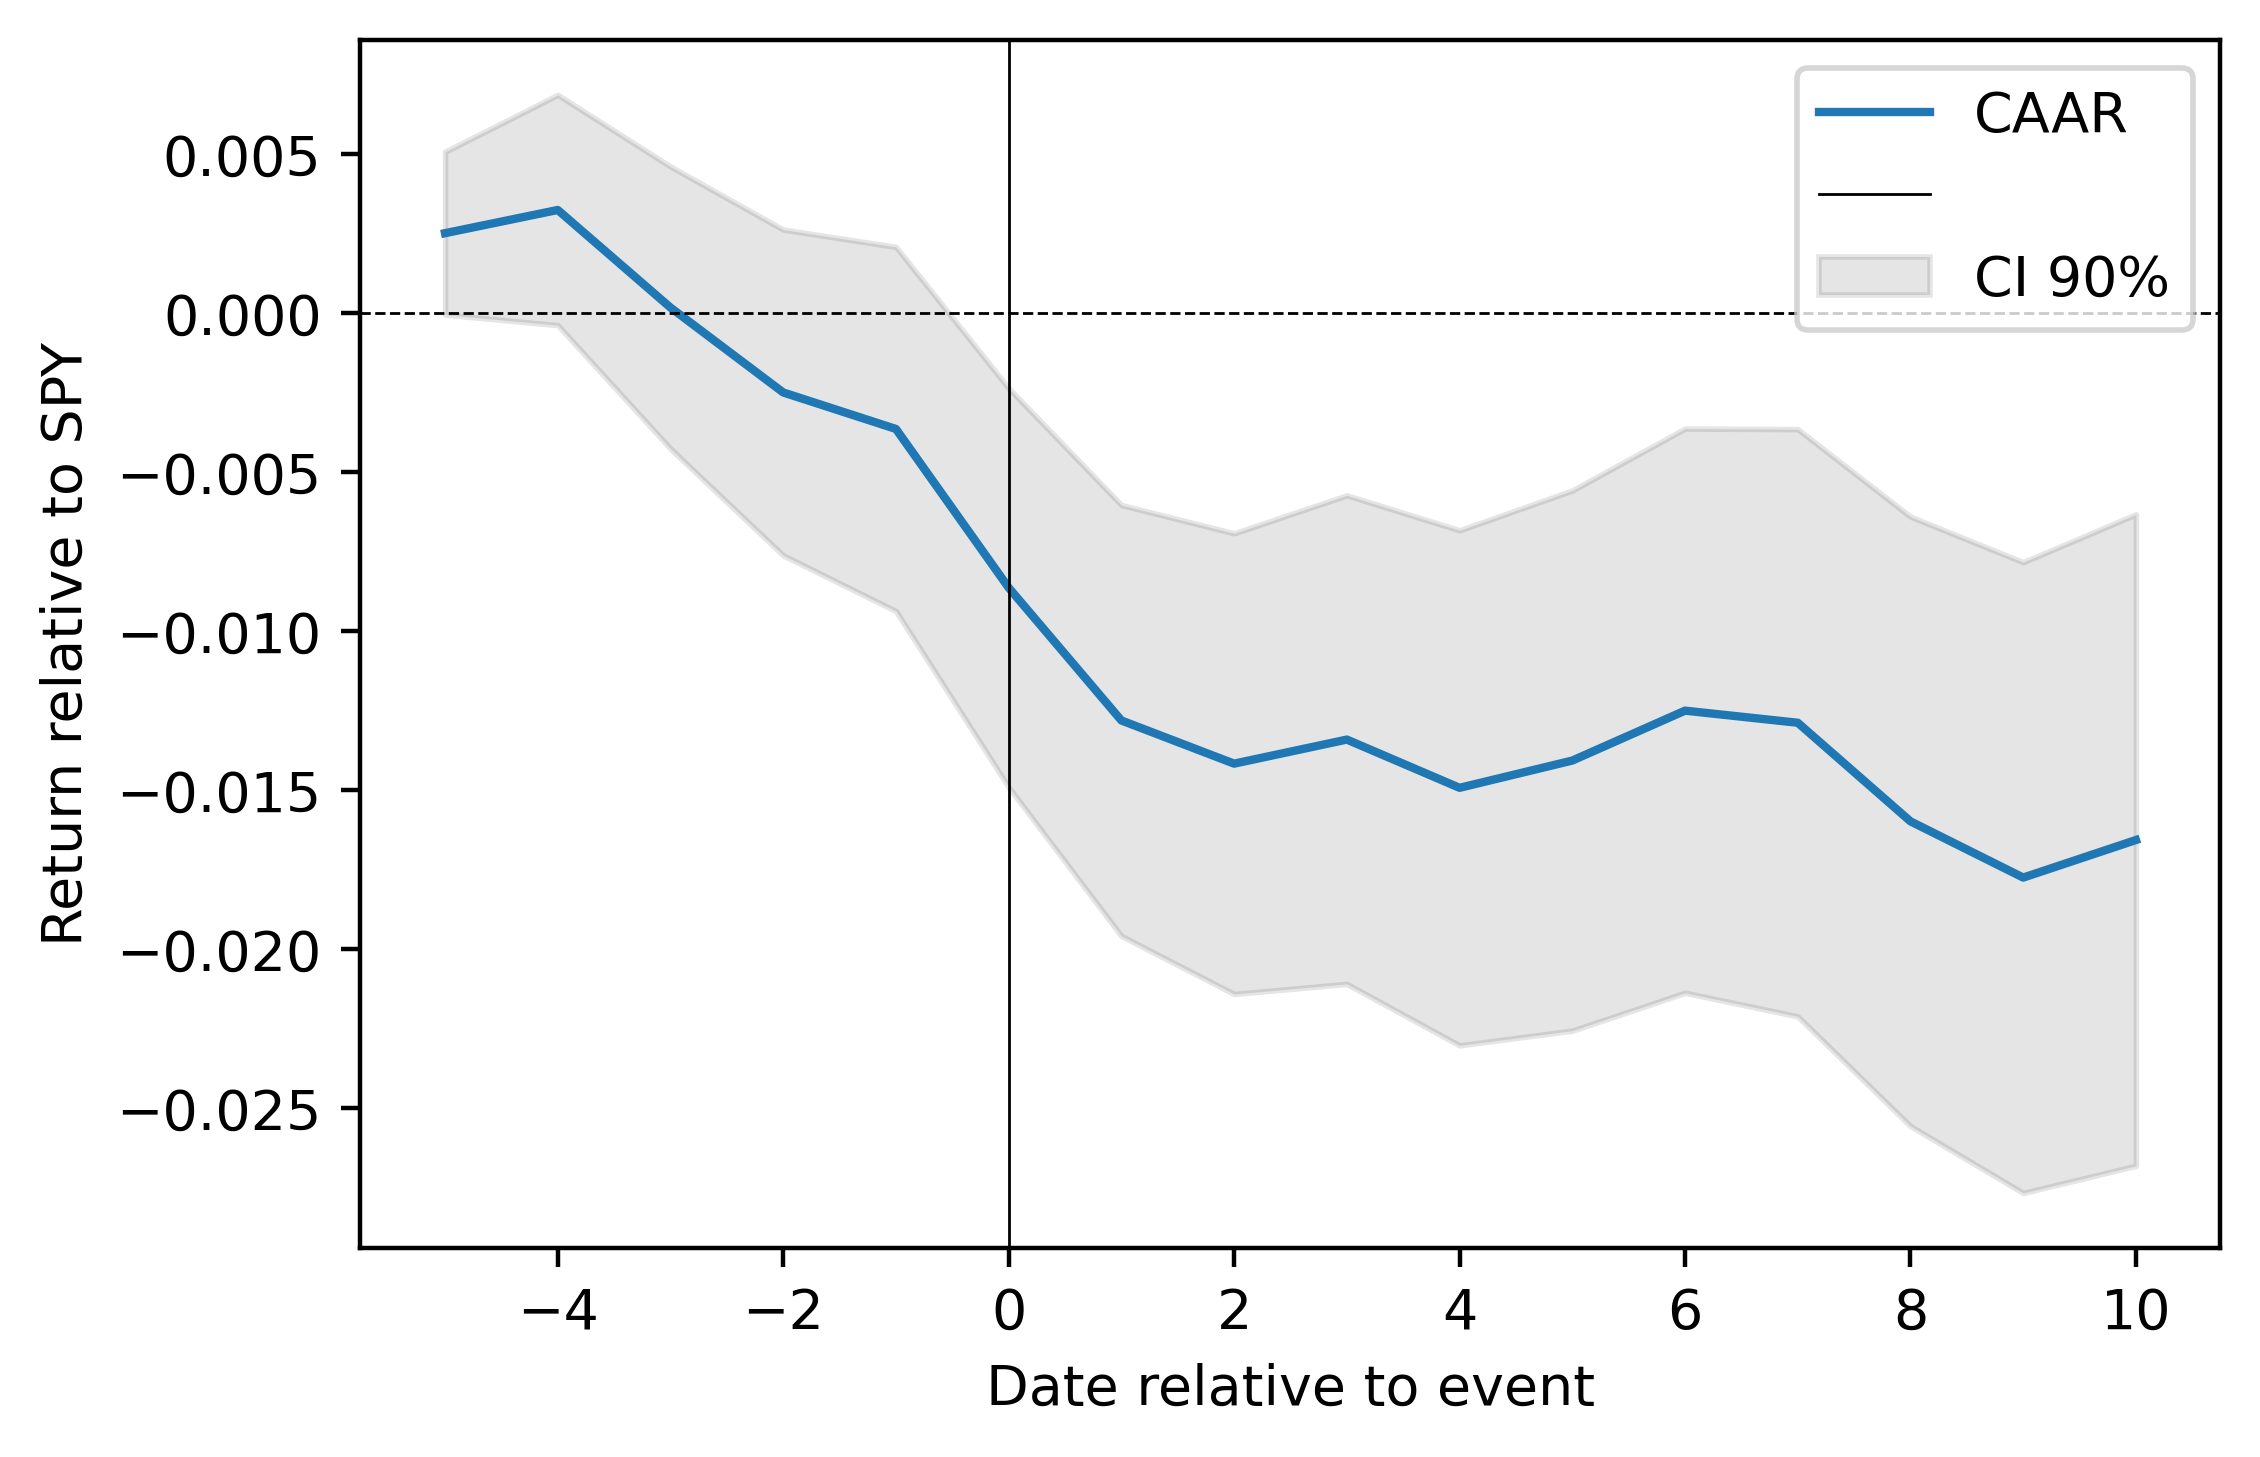 CAAR
CI 90%
0.005
0.000
−0.005
−0.010
−0.015
−0.020
−0.025
Return relative to SPY
−4 −2 0 2 4 6 8 10
Date relative to event